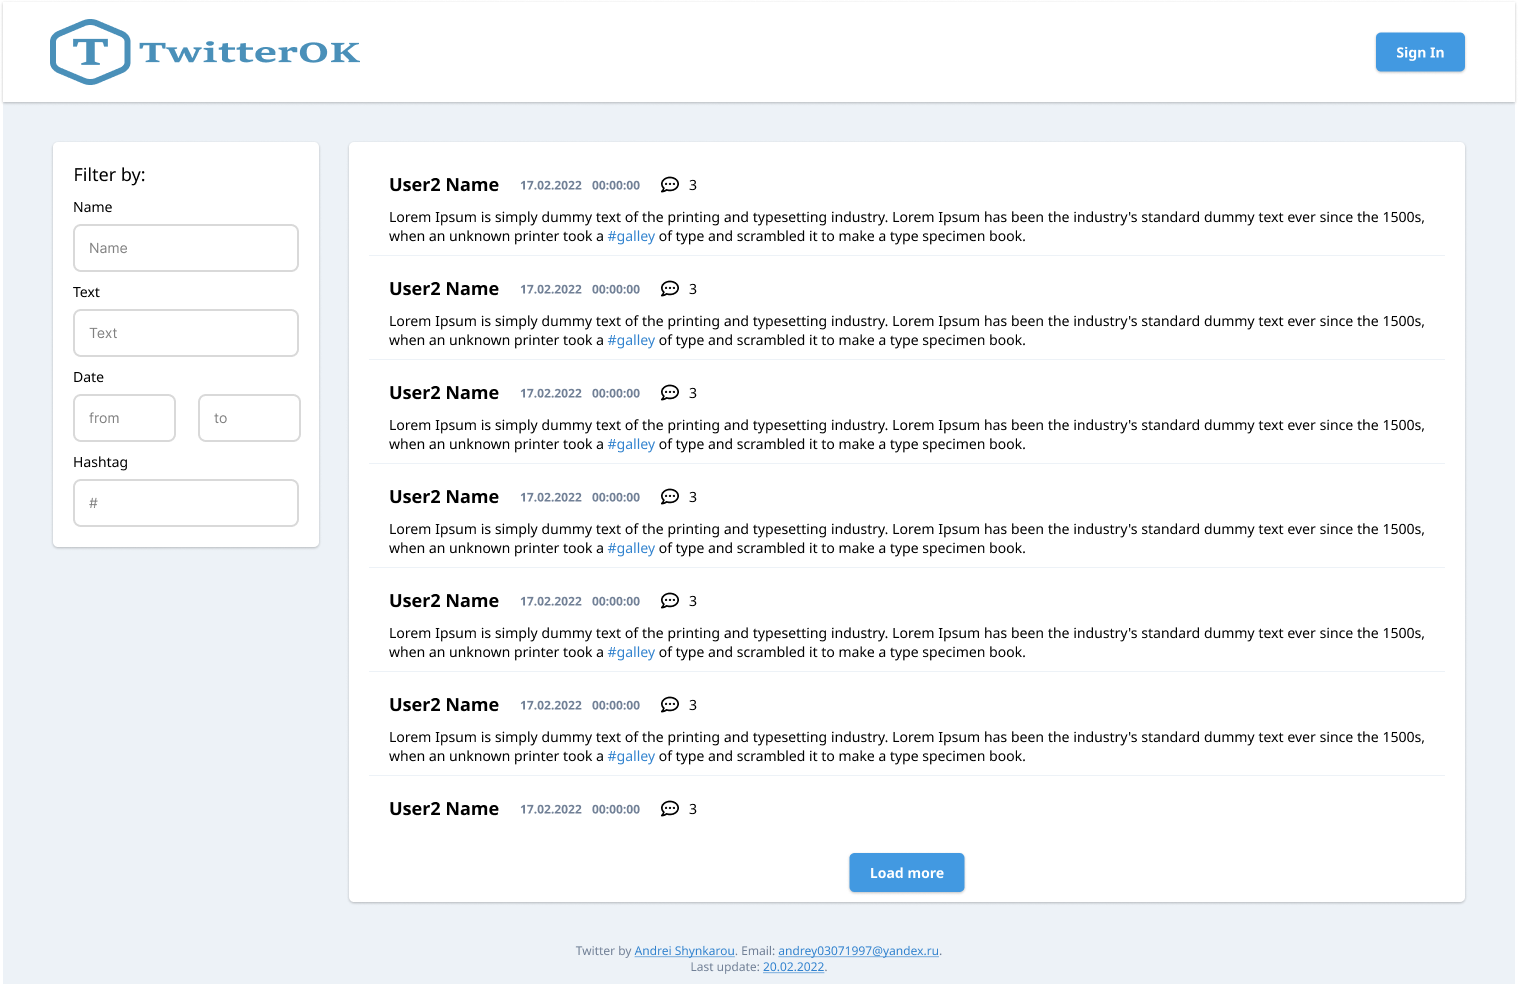 T TwitterOK
Sign In
Filter by:
Name
Name
Text
Text
Date
from to
Hashtag
#
User2 Name 17.02.2022 00:00:00 3
Lorem Ipsum is simply dummy text of the printing and typesetting industry. Lorem Ipsum has been the industry's standard dummy text ever since the 1500s,
when an unknown printer took a #galley of type and scrambled it to make a type specimen book.
User2 Name 17.02.2022 00:00:00 3
Lorem Ipsum is simply dummy text of the printing and typesetting industry. Lorem Ipsum has been the industry's standard dummy text ever since the 1500s,
when an unknown printer took a #galley of type and scrambled it to make a type specimen book.
User2 Name 17.02.2022 00:00:00 3
Lorem Ipsum is simply dummy text of the printing and typesetting industry. Lorem Ipsum has been the industry's standard dummy text ever since the 1500s,
when an unknown printer took a #galley of type and scrambled it to make a type specimen book.
User2 Name 17.02.2022 00:00:00 3
Lorem Ipsum is simply dummy text of the printing and typesetting industry. Lorem Ipsum has been the industry's standard dummy text ever since the 1500s,
when an unknown printer took a #galley of type and scrambled it to make a type specimen book.
User2 Name 17.02.2022 00:00:00 3
Lorem Ipsum is simply dummy text of the printing and typesetting industry. Lorem Ipsum has been the industry's standard dummy text ever since the 1500s,
when an unknown printer took a #galley of type and scrambled it to make a type specimen book.
User2 Name 17.02.2022 00:00:00 3
Lorem Ipsum is simply dummy text of the printing and typesetting industry. Lorem Ipsum has been the industry's standard dummy text ever since the 1500s,
when an unknown printer took a #galley of type and scrambled it to make a type specimen book.
User2 Name 17.02.2022 00:00:00 3
Load more
Twitter by Andrei Shynkarou. Email: andrey03071997@yandex.ru.
Last update: 20.02.2022.